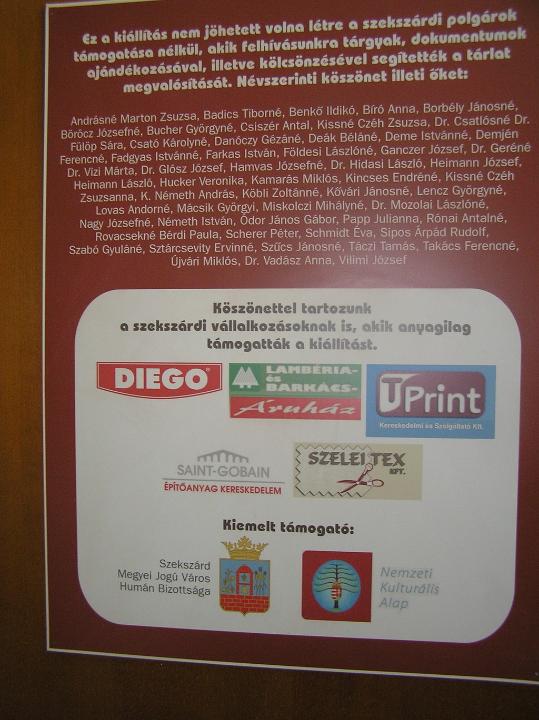 Ez a kiállítás nem jöhetett volna létre a szekszárdi polgárok
támogatása nélkül, akik felhívásunkra tárgyak, dokumentumok
ajándékozásával, illetve kölcsönzésével segítették a tárlat
megvalósítását. Névszerinti köszönet illeti őket:
Andrásné Marton Zsuzsa, Badics Tiborné, Benkő Ildikó, Bíró Anna, Borbély Jánosné,
Böröcz Józsefné, Bucher Györgyné, Csiszér Antal, Kissné Czéh Zsuzsa, Dr. Csatlósné Dr.
Fülöp Sára, Csató Károlyné, Danóczy Gézáné, Deák Béláné, Deme Istvánné, Demjén
Ferencné, Fadgyas Istvánné, Farkas István, Földesi Lászlóné, Ganczer József, Dr. Geréné
Dr. Vizi Márta, Dr. Glósz József, Hamvas Józsefné, Dr. Hidasi László, Heimann József,
Heimann László, Hucker Veronika, Kamarás Miklós, Kincses Endréné, Kissné Czéh
Zsuzsanna, K. Németh András, Köbli Zoltánné, Kővári Jánosné, Lencz Györgyné,
Lovas Andorné, Mácsik Györgyi, Miskolczi Mihályné, Dr. Mozolai Lászlóné,
Nagy Józsefné, Németh István, Ódor János Gábor, Papp Julianna, Rónai Antalné,
Rovacsekné Bérdi Paula, Scherer Péter, Schmidt Éva, Sipos Árpád Rudolf,
Szabó Gyuláné, Sztárcsevity Ervinné, Szűcs Jánosné, Táczi Tamás, Takács Ferencné,
Újvári Miklós, Dr. Vadász Anna, Vilimi József
Köszönettel tartozunk
a szekszárdi vállalkozásoknak is, akik anyagilag
támogatták a kiállítást.
DIEGO
LAMBÉRIA-
és
BARKÁCS-
Áruház
TPrint
Kereskedelmi és Szolgáltató Kft.
SAINT-GOBAIN
ÉPÍTŐANYAG KERESKEDELEM
SZELEI TEX
KFT.
Kiemelt támogató:
Szekszárd
Megyei Jogú Város
Humán Bizottsága
Nemzeti
Kulturális
Alap